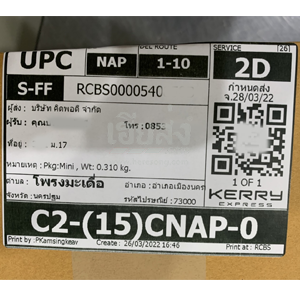 UPC NAP DEL ROUTE 1-10 SERVICE [26] 2D
S-FF RCBS0000540
กำหนดส่ง
จ.28/03/22
ผู้ส่ง : บริษัท คิดพอดี จำกัด
ผู้รับ : โทร : 0852
ที่อยู่ : ม.17
หมายเหตุ : Pkg:Mini , Wt: 0.310 kg.
ตำบล : โพรงมะเดื่อ อำเภอ : อำเภอเมืองนคร
จังหวัด : นครปฐม รหัสไปรษณีย์ : 73000
1 OF 1
KERRY
EXPRESS
C2-(15)CNAP-0
Print by : PKamsingkeav Create : 26/03/2022 16:46 Print at : RCBS